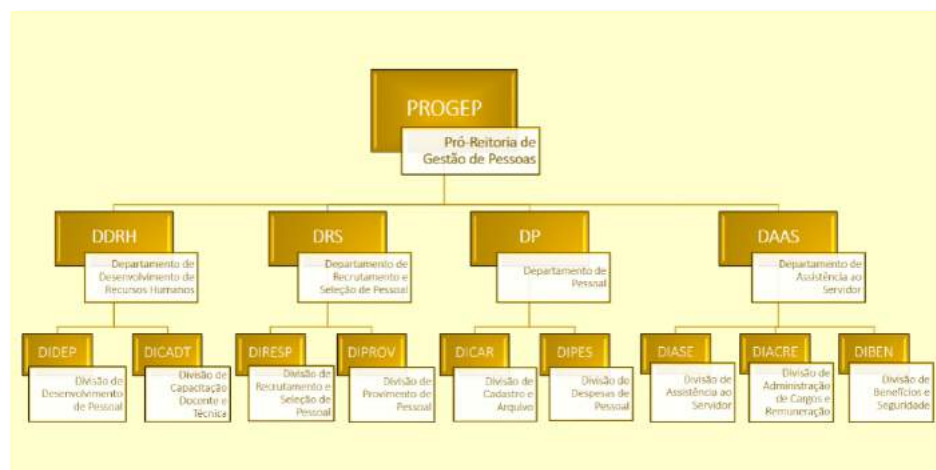 PROGEP
Pró-Reitoria de
Gestão de Pessoas
DDRH
Departamento de
Desenvolvimento de
Recursos Humanos
DRS
Departamento de
Recrutamento e
Seleção de Pessoal
DP
Departamento de
Pessoal
DAAS
Departamento de
Assistência ao
Servidor
DIDEP
Divisão de
Desenvolvimento
de Pessoal
DICADT
Divisão de
Capacitação
Docente e
Técnica
DIRESP
Divisão de
Recrutamento e
Seleção de
Pessoal
DIPROV
Divisão de
Provimento de
Pessoal
DICAR
Divisão de
Cadastro e
Arquivo
DIPES
Divisão de
Despesas de
Pessoal
DIASE
Divisão de
Assistência ao
Servidor
DIACRE
Divisão de
Administração
de Cargos e
Remuneração
DIBEN
Divisão de
Benefícios e
Seguridade